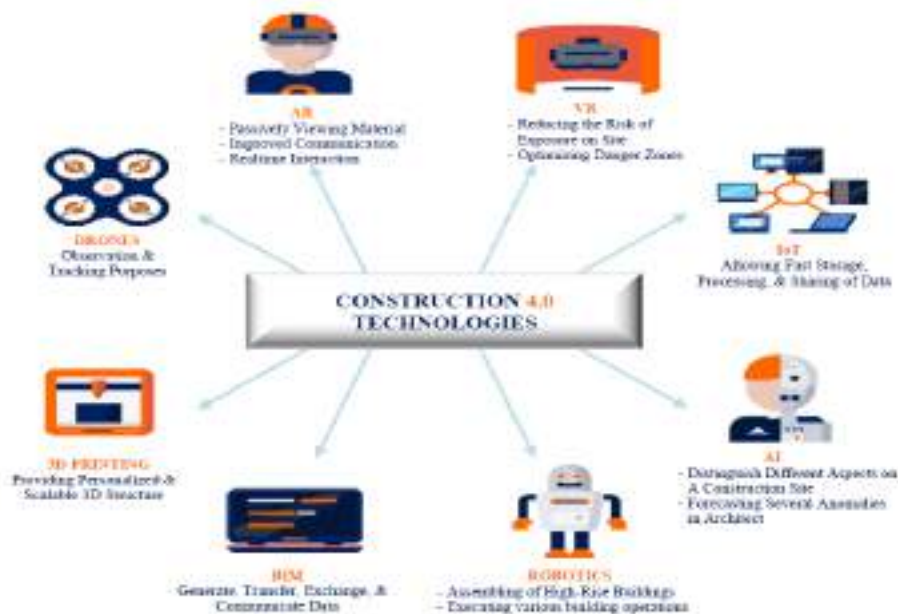 AR
- Passively Viewing Material
- Improved Communication
- Realtime Interaction
VR
- Reducing the Risk of
Exposure on Site
- Optimizing Danger Zones
DRONES
Observation &
Tracking Purposes
IoT
Allowing Fast Storage,
Processing, & Sharing of Data
CONSTRUCTION 4.0
TECHNOLOGIES
3D PRINTING
Providing Personalized &
Scalable 3D Structure
AI
- Distinguish Different Aspects on
A Construction Site
- Forecasting Several Anomalies
in Architect
BIM
- Generate, Transfer, Exchange, &
Communicate Data
ROBOTICS
- Assembling of High-Rise Buildings
- Executing various building operations